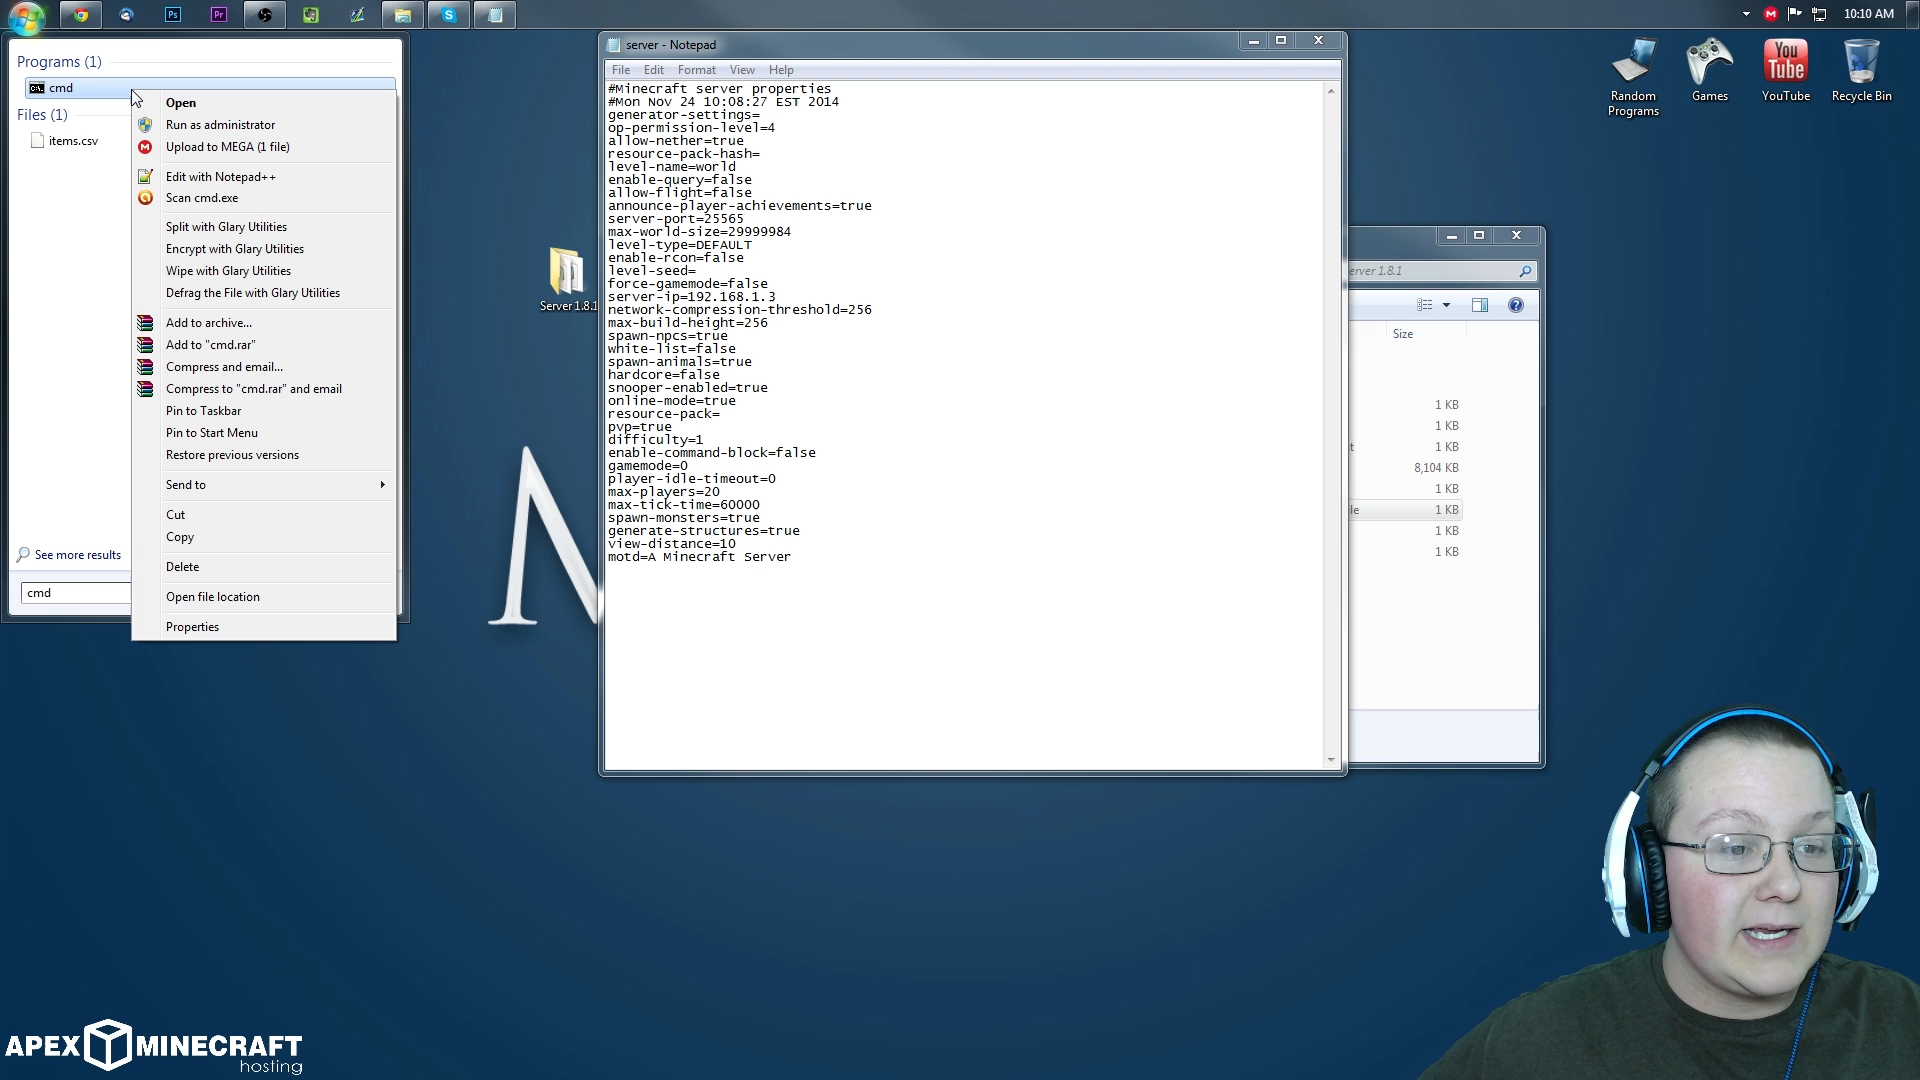 Ps
Pr
10:10 AM
Programs (1)
cmd
Files (1)
items.csv
See more results
cmd
Open
Run as administrator
Upload to MEGA (1 file)
Edit with Notepad++
Scan cmd.exe
Split with Glary Utilities
Encrypt with Glary Utilities
Wipe with Glary Utilities
Defrag the File with Glary Utilities
Add to archive...
Add to "cmd.rar"
Compress and email...
Compress to "cmd.rar" and email
Pin to Taskbar
Pin to Start Menu
Restore previous versions
Send to
Cut
Copy
Delete
Open file location
Properties
Server 1.8.1
server - Notepad
File Edit Format View Help
#Minecraft server properties
#Mon Nov 24 10:08:27 EST 2014
generator-settings=
op-permission-level=4
allow-nether=true
resource-pack-hash=
level-name=world
enable-query=false
allow-flight=false
announce-player-achievements=true
server-port=25565
max-world-size=29999984
level-type=DEFAULT
enable-rcon=false
level-seed=
force-gamemode=false
server-ip=192.168.1.3
network-compression-threshold=256
max-build-height=256
spawn-npcs=true
white-list=false
spawn-animals=true
hardcore=false
snooper-enabled=true
online-mode=true
resource-pack=
pvp=true
difficulty=1
enable-command-block=false
gamemode=0
player-idle-timeout=0
max-players=20
max-tick-time=60000
spawn-monsters=true
generate-structures=true
view-distance=10
motd=A Minecraft Server
erver 1.8.1
Size
1 KB
1 KB
t 1 KB
8,104 KB
1 KB
le 1 KB
1 KB
1 KB
Random
Programs
Games
You
Tube
YouTube
Recycle Bin
N
APEX MINECRAFT
hosting